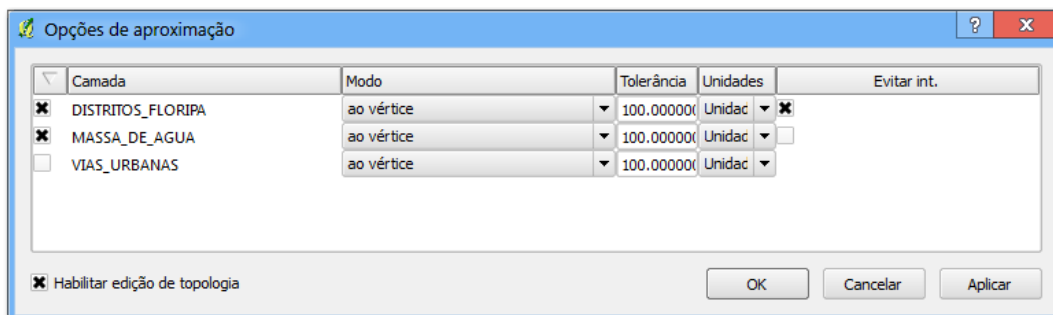 Opções de aproximação
Camada Modo Tolerância Unidades Evitar int.
DISTRITOS_FLORIPA ao vértice 100.000000 Unidad
MASSA_DE_AGUA ao vértice 100.000000 Unidad
VIAS_URBANAS ao vértice 100.000000 Unidad
Habilitar edição de topologia OK Cancelar Aplicar